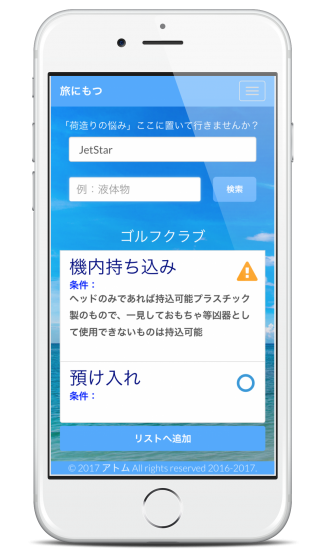 旅にもつ
「荷造りの悩み」ここに置いて行きませんか？
JetStar
例：液体物
検索
ゴルフクラブ
機内持ち込み
条件：
ヘッドのみであれば持込可能プラスチック
製のもので、一見しておもちゃ等凶器とし
て使用できないものは持込可能
預け入れ
条件：
リストへ追加
© 2017 アトム All rights reserved 2016-2017.